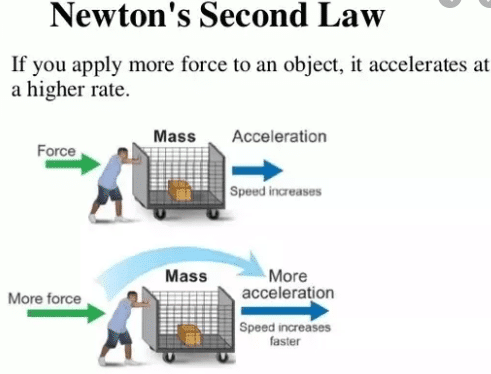 Newton's Second Law
If you apply more force to an object, it accelerates at
a higher rate.
Mass
Acceleration
Force
Speed increases
Mass
More
acceleration
More force
Speed increases
faster